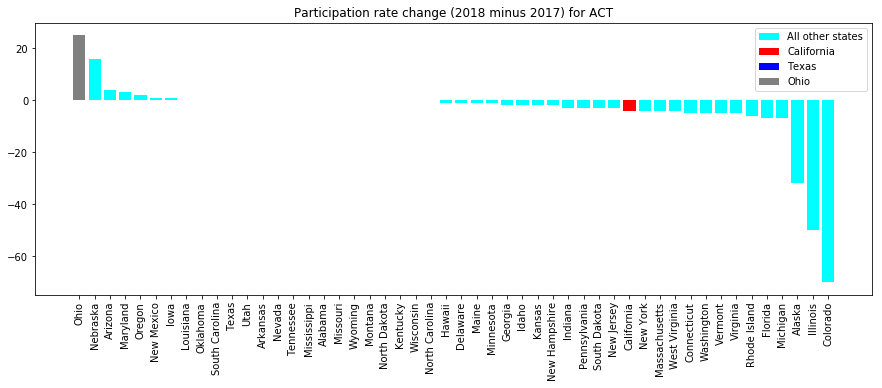 Participation rate change (2018 minus 2017) for ACT
All other states
California
Texas
Ohio
20
0
−20
−40
−60
Ohio
Nebraska
Arizona
Maryland
Oregon
New Mexico
Iowa
Louisiana
Oklahoma
South Carolina
Texas
Utah
Arkansas
Nevada
Tennessee
Mississippi
Alabama
Missouri
Wyoming
Montana
North Dakota
Kentucky
Wisconsin
North Carolina
Hawaii
Delaware
Maine
Minnesota
Georgia
Idaho
Kansas
New Hampshire
Indiana
Pennsylvania
South Dakota
New Jersey
California
New York
Massachusetts
West Virginia
Connecticut
Washington
Vermont
Virginia
Rhode Island
Florida
Michigan
Alaska
Illinois
Colorado